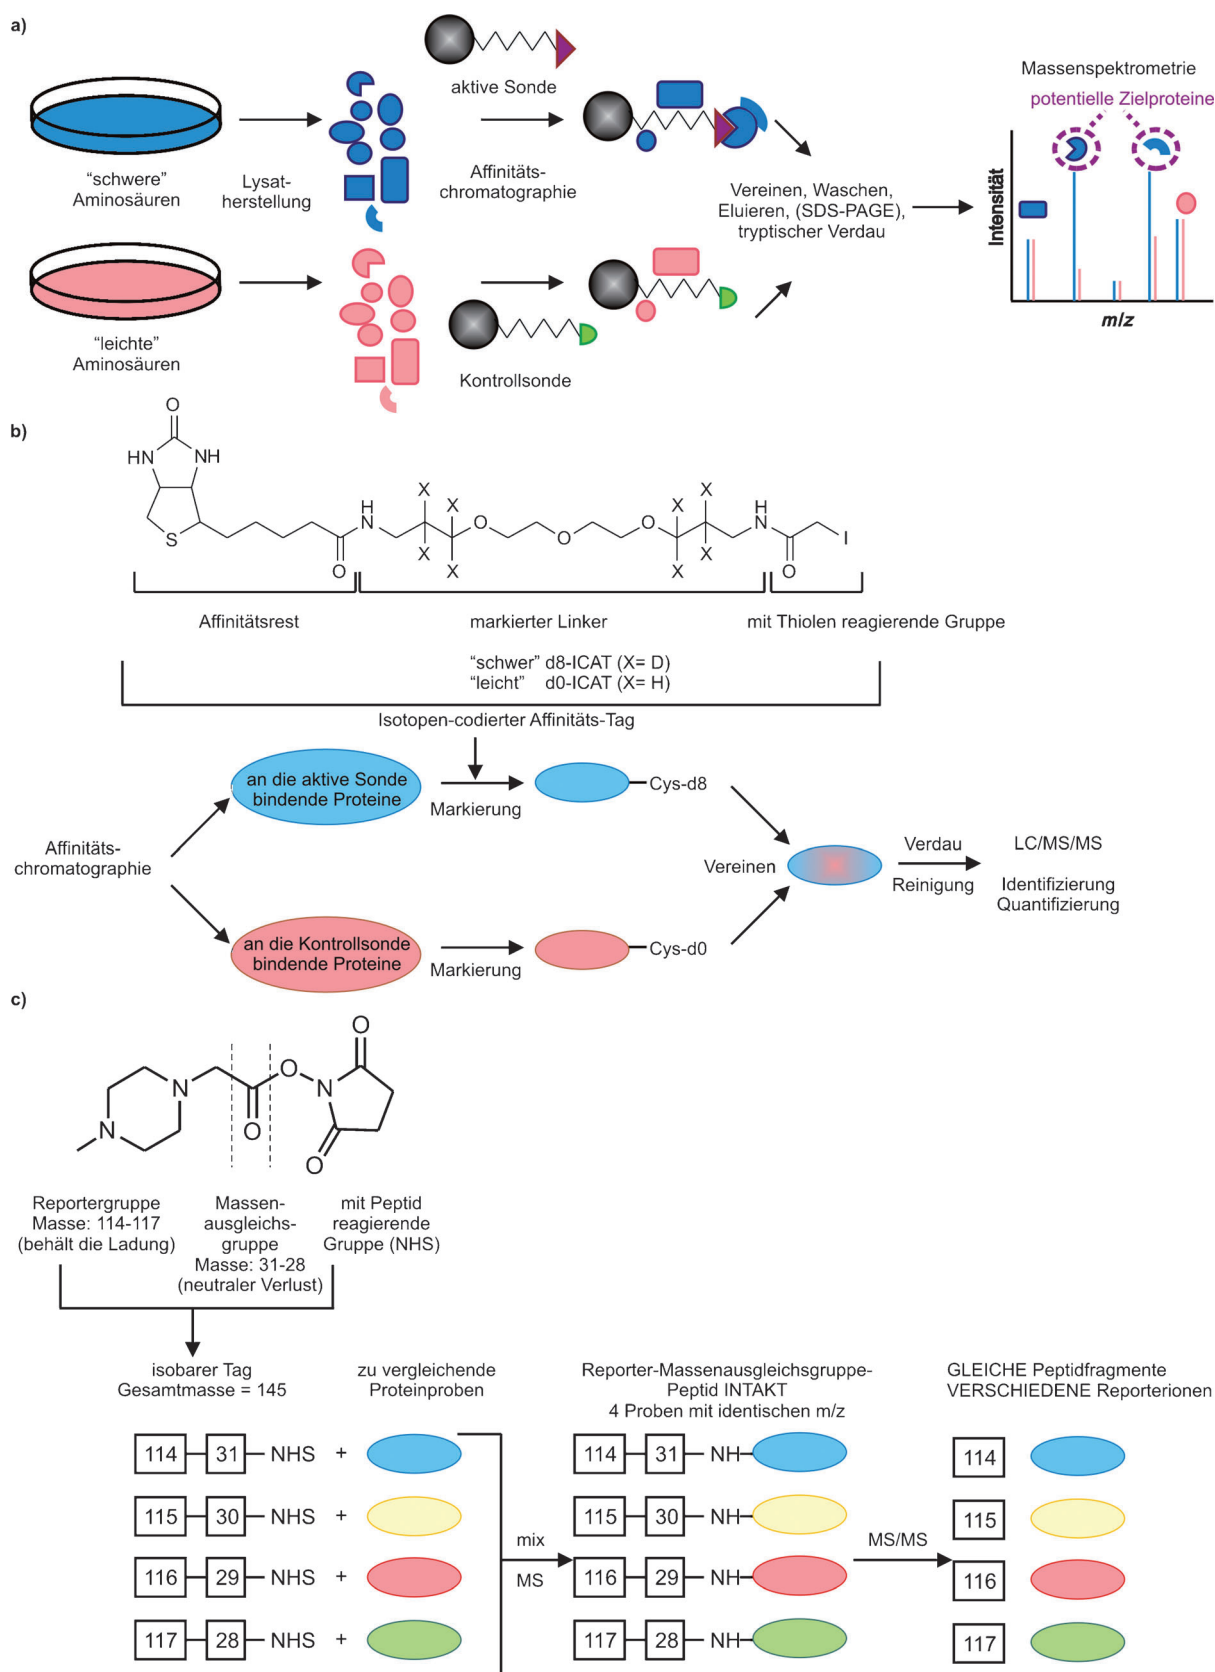 a)
aktive Sonde
Massenspektrometrie
potentielle Zielproteine
"schwere"
Aminosäuren
Lysat-
herstellung
Affinitäts-
chromatographie
Vereinen, Waschen,
Eluieren, (SDS-PAGE),
tryptischer Verdau
Intensität
m/z
"leichte"
Aminosäuren
Kontrollsonde
b)
O
HN
NH
S
O
H
N
X
X
X
X
O
O
O
X
X
X
X
H
N
O
I
Affinitätsrest
markierter Linker
mit Thiolen reagierende Gruppe
"schwer" d8-ICAT (X= D)
"leicht" d0-ICAT (X= H)
Isotopen-codierter Affinitäts-Tag
an die aktive Sonde
bindende Proteine
Markierung
Cys-d8
Affinitäts-
chromatographie
Vereinen
Verdau
Reinigung
LC/MS/MS
Identifizierung
Quantifizierung
an die Kontrollsonde
bindende Proteine
Markierung
Cys-d0
c)
N
N
O
O
N
O
O
Reportergruppe
Masse: 114-117
(behält die Ladung)
Massen-
ausgleichs-
gruppe
Masse: 31-28
(neutraler Verlust)
mit Peptid
reagierende
Gruppe (NHS)
isobarer Tag
Gesamtmasse = 145
zu vergleichende
Proteinproben
Reporter-Massenausgleichsgruppe-
Peptid INTAKT
4 Proben mit identischen m/z
GLEICHE Peptidfragmente
VERSCHIEDENE Reporterionen
114 31 NHS +
115 30 NHS +
116 29 NHS +
117 28 NHS +
mix
MS
114 31 NH
115 30 NH
116 29 NH
117 28 NH
MS/MS
114
115
116
117